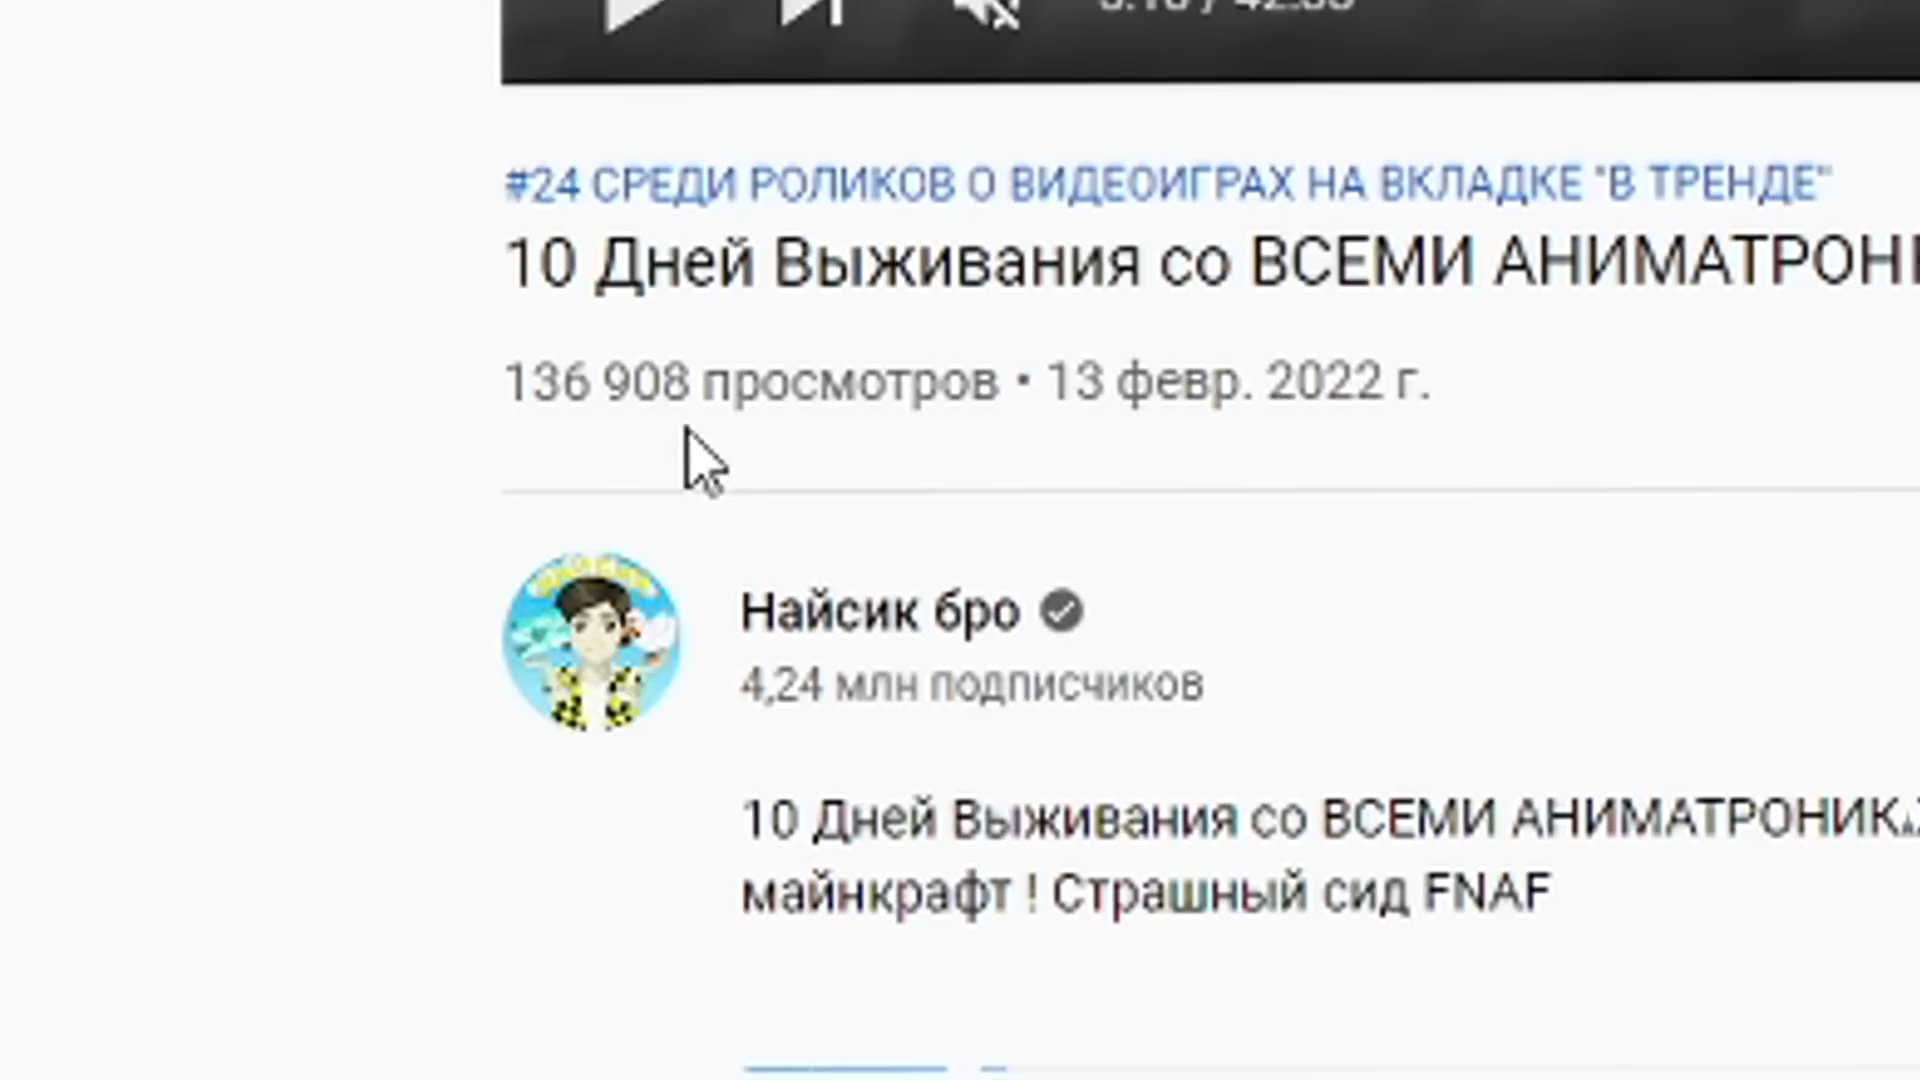 #24 СРЕДИ РОЛИКОВ О ВИДЕОИГРАХ НА ВКЛАДКЕ "В ТРЕНДЕ"
10 Дней Выживания со ВСЕМИ
136 908 просмотров • 13 февр. 2022 г.
Найсик бро
4,24 млн подписчиков
10 Дней Выживания со ВСЕМИ
майнкрафт ! Страшный сид FNAF